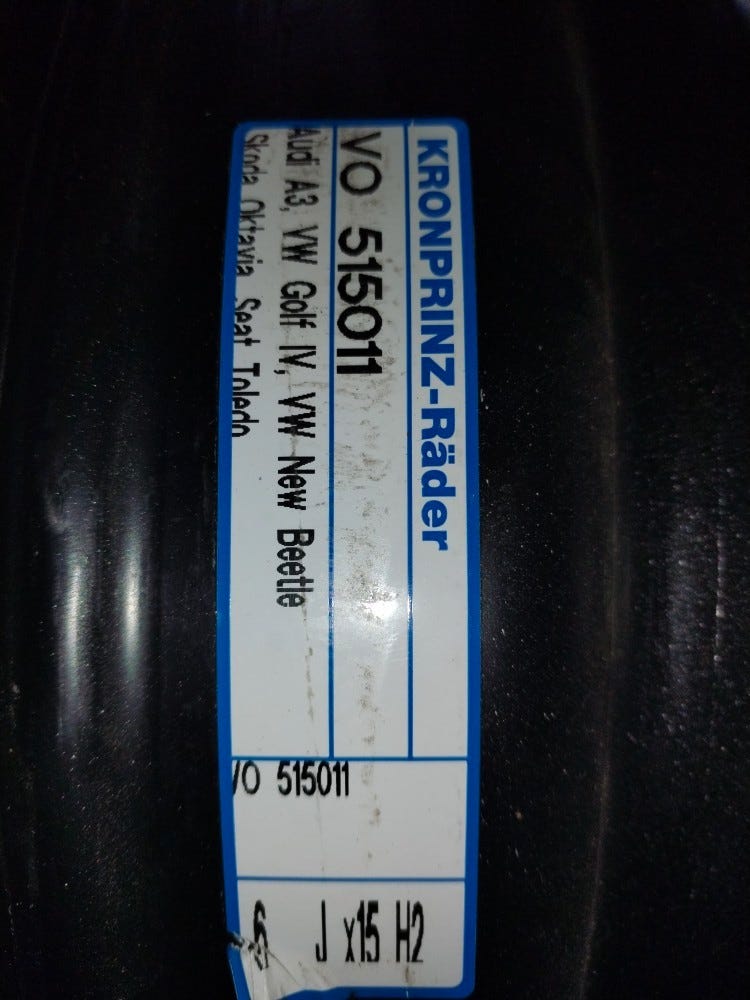 KRONPRINZ-Räder
VO 515011
Audi A3, VW Golf IV, VW New Beetle
Skoda Oktavia Seat Toledo
VO 515011
6 J x15 H2